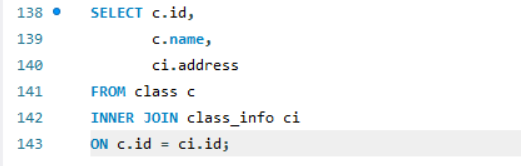 138 SELECT c.id,
139 c.name,
140 ci.address
141 FROM class c
142 INNER JOIN class_info ci
143 ON c.id = ci.id;